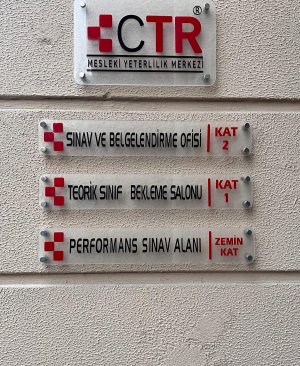 CTR®
MESLEKİ YETERLİLİK MERKEZİ
SINAV VE BELGELENDİRME OFİSİ KAT 2
TEORİK SINIF BEKLEME SALONU KAT 1
PERFORMANS SINAV ALANI ZEMİN KAT